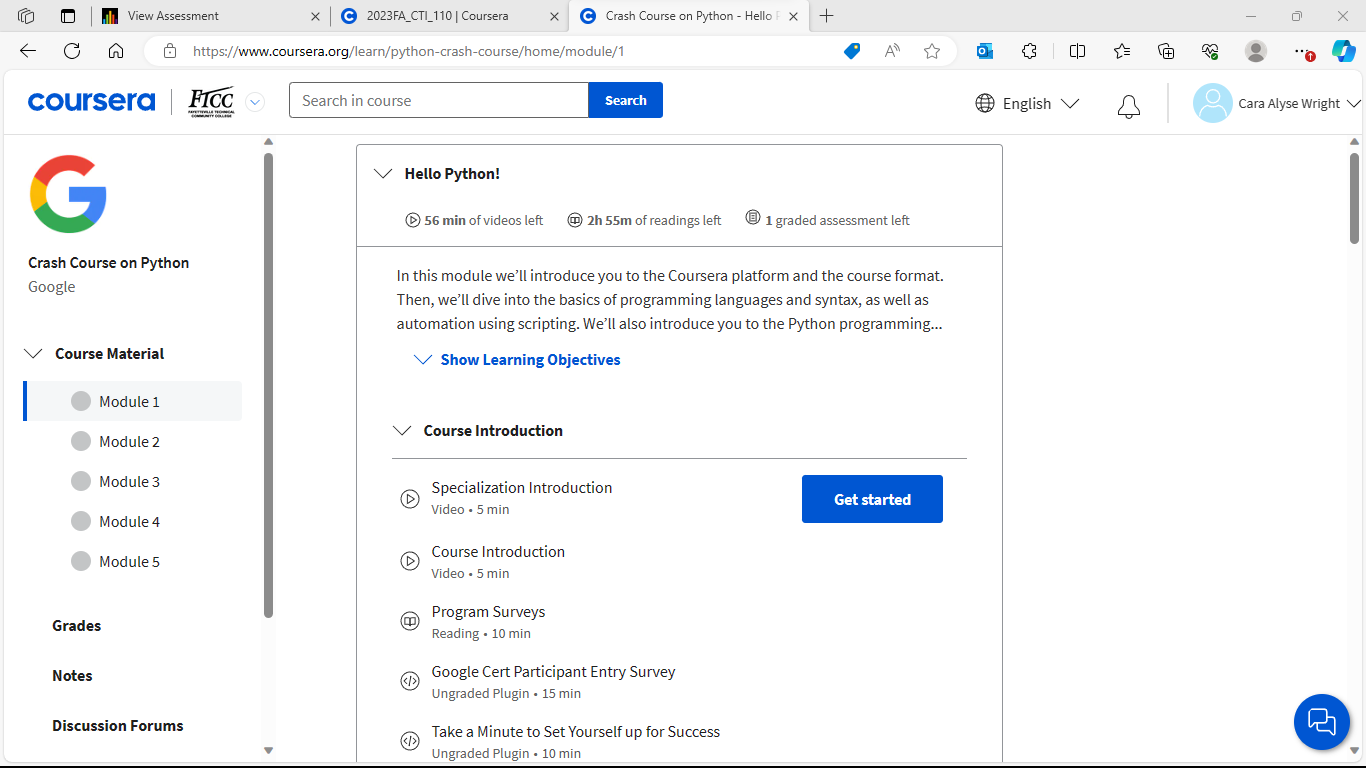 View Assessment
2023FA_CTI_110 | Coursera
Crash Course on Python - Hello P
https://www.coursera.org/learn/python-crash-course/home/module/1
coursera
FTCC
FAYETTEVILLE TECHNICAL
COMMUNITY COLLEGE
Search in course
Search
English
Cara Alyse Wright
Crash Course on Python
Google
Course Material
Module 1
Module 2
Module 3
Module 4
Module 5
Grades
Notes
Discussion Forums
Hello Python!
56 min of videos left
2h 55m of readings left
1 graded assessment left
In this module we’ll introduce you to the Coursera platform and the course format.
Then, we’ll dive into the basics of programming languages and syntax, as well as
automation using scripting. We’ll also introduce you to the Python programming...
Show Learning Objectives
Course Introduction
Specialization Introduction
Video • 5 min
Get started
Course Introduction
Video • 5 min
Program Surveys
Reading • 10 min
Google Cert Participant Entry Survey
Ungraded Plugin • 15 min
Take a Minute to Set Yourself up for Success
Ungraded Plugin • 10 min